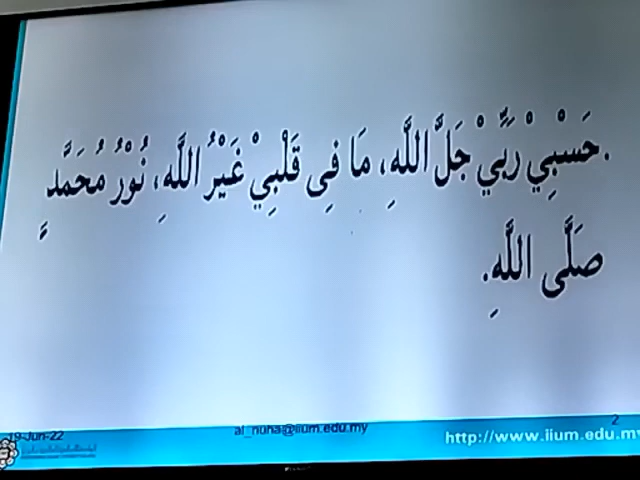 .حَسْبِيْ رَبِّيْ جَلَّ اللَّهِ، مَا فِى قَلْبِيْ غَيْرُ اللَّهِ، نُوْرُ مُحَمَّدٍ
صَلَّى اللَّهِ.
19-Jun-22
al_nuha@iium.edu.my
2
http://www.iium.edu.my